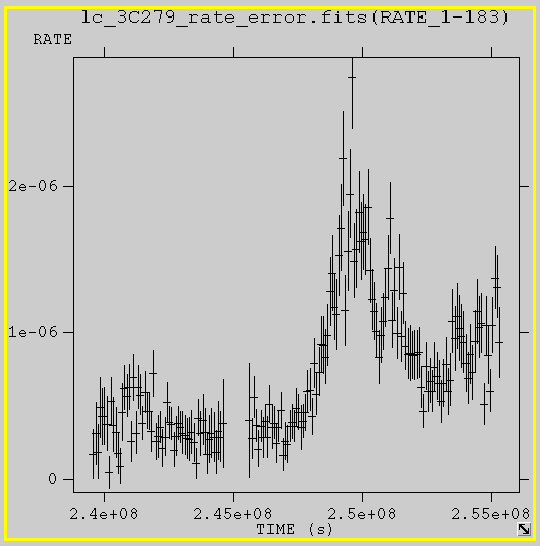 lc_3C279_rate_error.fits(RATE_1-183)
RATE
2e-06
1e-06
0
2.4e+08 2.45e+08 2.5e+08 2.55e+08
TIME (s)